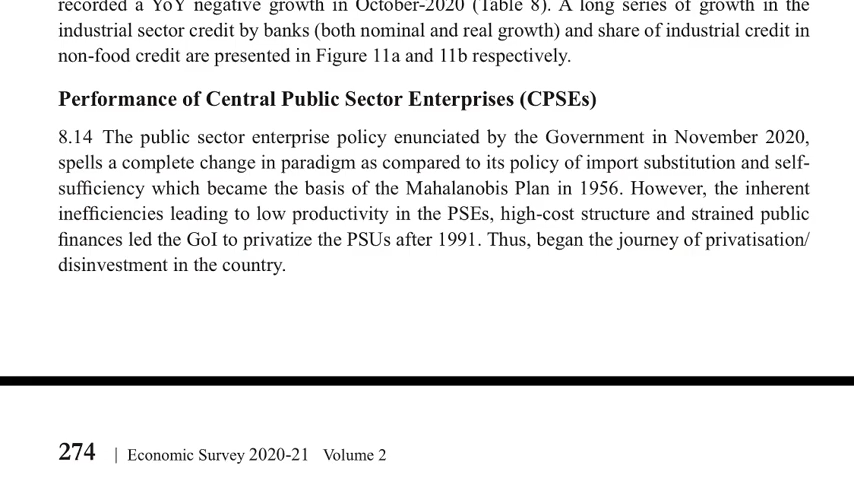 recorded a YoY negative growth in October-2020 (Table 8). A long series of growth in the
industrial sector credit by banks (both nominal and real growth) and share of industrial credit in
non-food credit are presented in Figure 11a and 11b respectively.
Performance of Central Public Sector Enterprises (CPSEs)
8.14 The public sector enterprise policy enunciated by the Government in November 2020,
spells a complete change in paradigm as compared to its policy of import substitution and self-
sufficiency which became the basis of the Mahalanobis Plan in 1956. However, the inherent
inefficiencies leading to low productivity in the PSEs, high-cost structure and strained public
finances led the GoI to privatize the PSUs after 1991. Thus, began the journey of privatisation/
disinvestment in the country.
274 | Economic Survey 2020-21 Volume 2